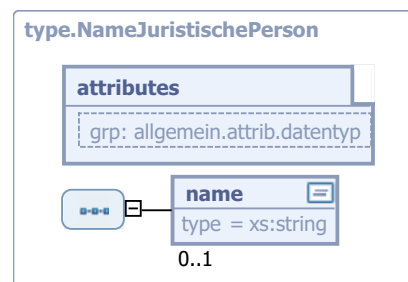 type.NameJuristischePerson
attributes
grp: allgemein.attrib.datentyp
name
type = xs:string
0..1